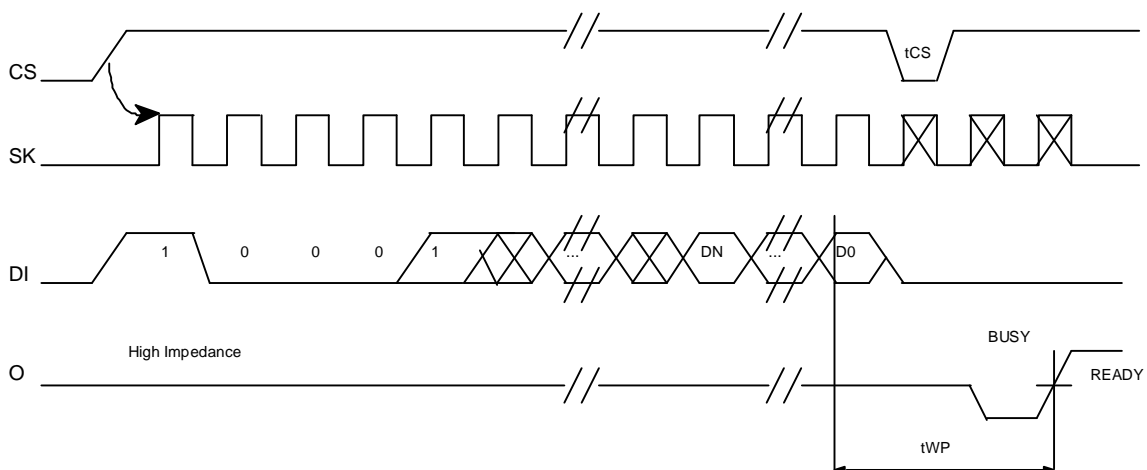 tCS
CS
SK
DI 1 0 0 0 1 ... DN ... D0
BUSY
High Impedance
O
READY
tWP